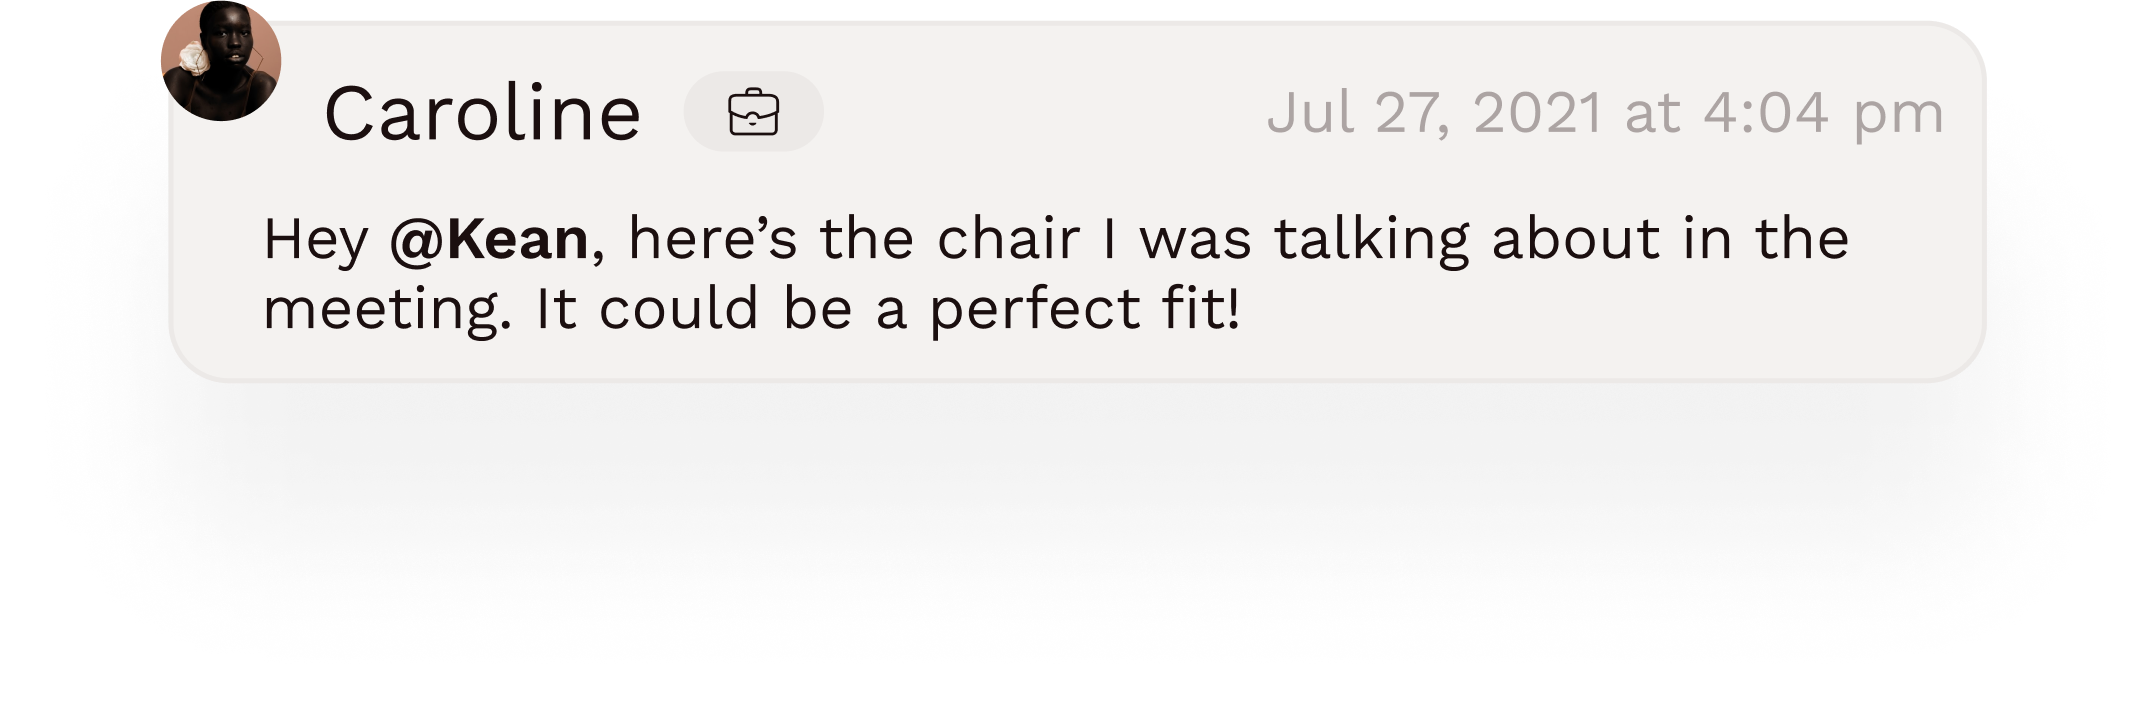 Caroline
Jul 27, 2021 at 4:04 pm
Hey @Kean, here’s the chair I was talking about in the
meeting. It could be a perfect fit!